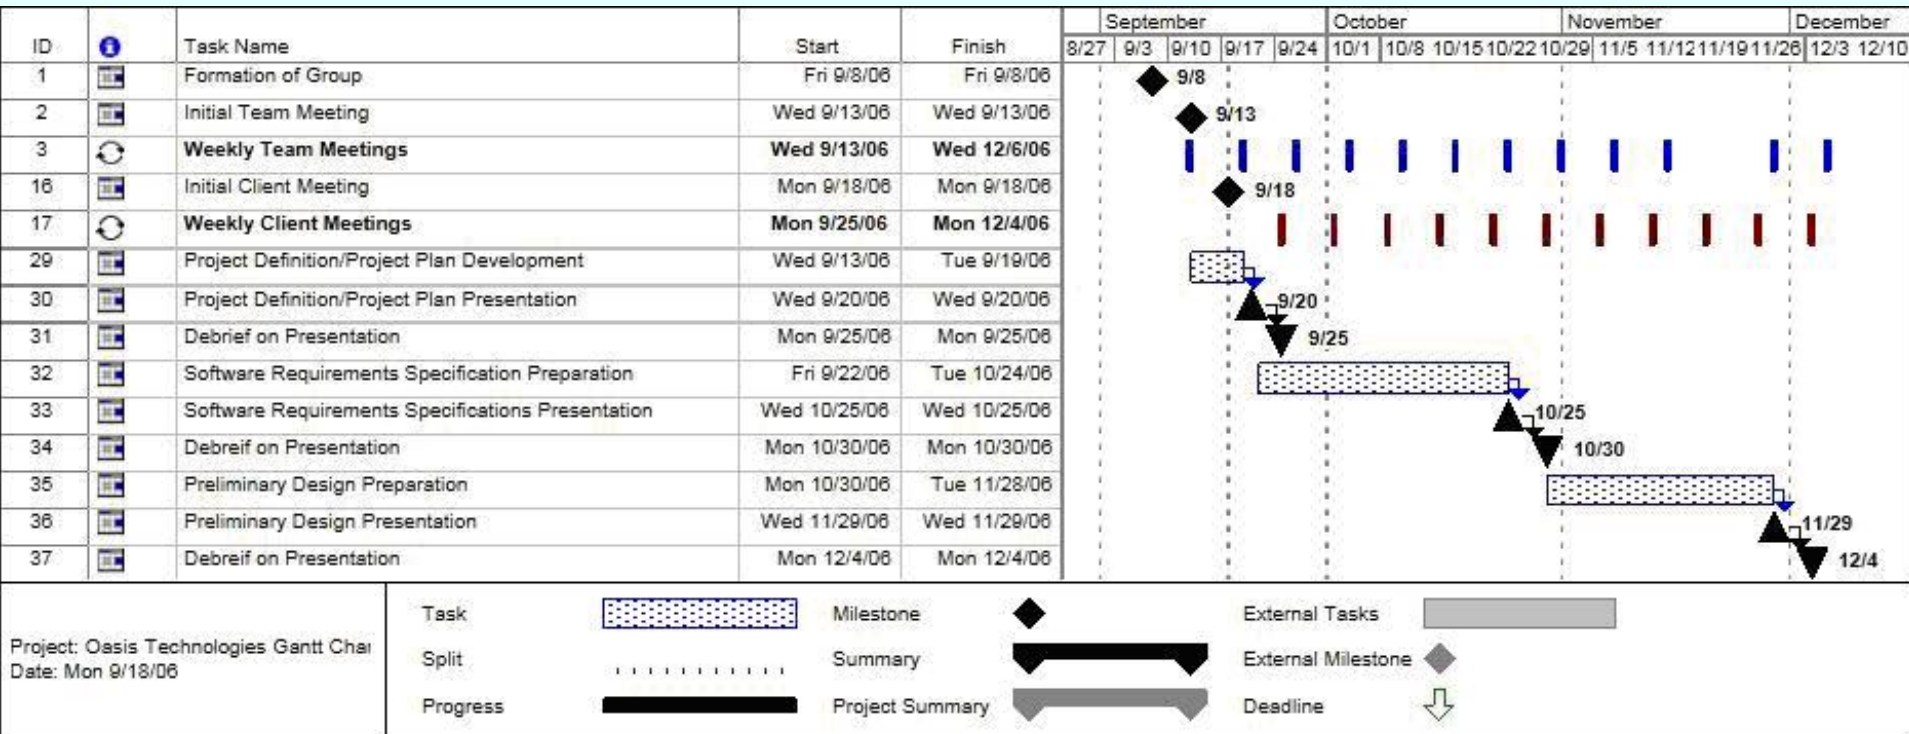 September October November December
ID Task Name Start Finish 8/27 9/3 9/10 9/17 9/24 10/1 10/8 10/15 10/22 10/29 11/5 11/12 11/19 11/26 12/3 12/10
1 Formation of Group Fri 9/8/06 Fri 9/8/06 9/8
2 Initial Team Meeting Wed 9/13/06 Wed 9/13/06 9/13
3 Weekly Team Meetings Wed 9/13/06 Wed 12/6/06
16 Initial Client Meeting Mon 9/18/06 Mon 9/18/06 9/18
17 Weekly Client Meetings Mon 9/25/06 Mon 12/4/06
29 Project Definition/Project Plan Development Wed 9/13/06 Tue 9/19/06
30 Project Definition/Project Plan Presentation Wed 9/20/06 Wed 9/20/06 9/20
31 Debrief on Presentation Mon 9/25/06 Mon 9/25/06 9/25
32 Software Requirements Specification Preparation Fri 9/22/06 Tue 10/24/06
33 Software Requirements Specifications Presentation Wed 10/25/06 Wed 10/25/06 10/25
34 Debreif on Presentation Mon 10/30/06 Mon 10/30/06 10/30
35 Preliminary Design Preparation Mon 10/30/06 Tue 11/28/06
36 Preliminary Design Presentation Wed 11/29/06 Wed 11/29/06 11/29
37 Debreif on Presentation Mon 12/4/06 Mon 12/4/06 12/4
Task Milestone External Tasks
Project: Oasis Technologies Gantt Char
Date: Mon 9/18/06
Split Summary External Milestone
Progress Project Summary Deadline